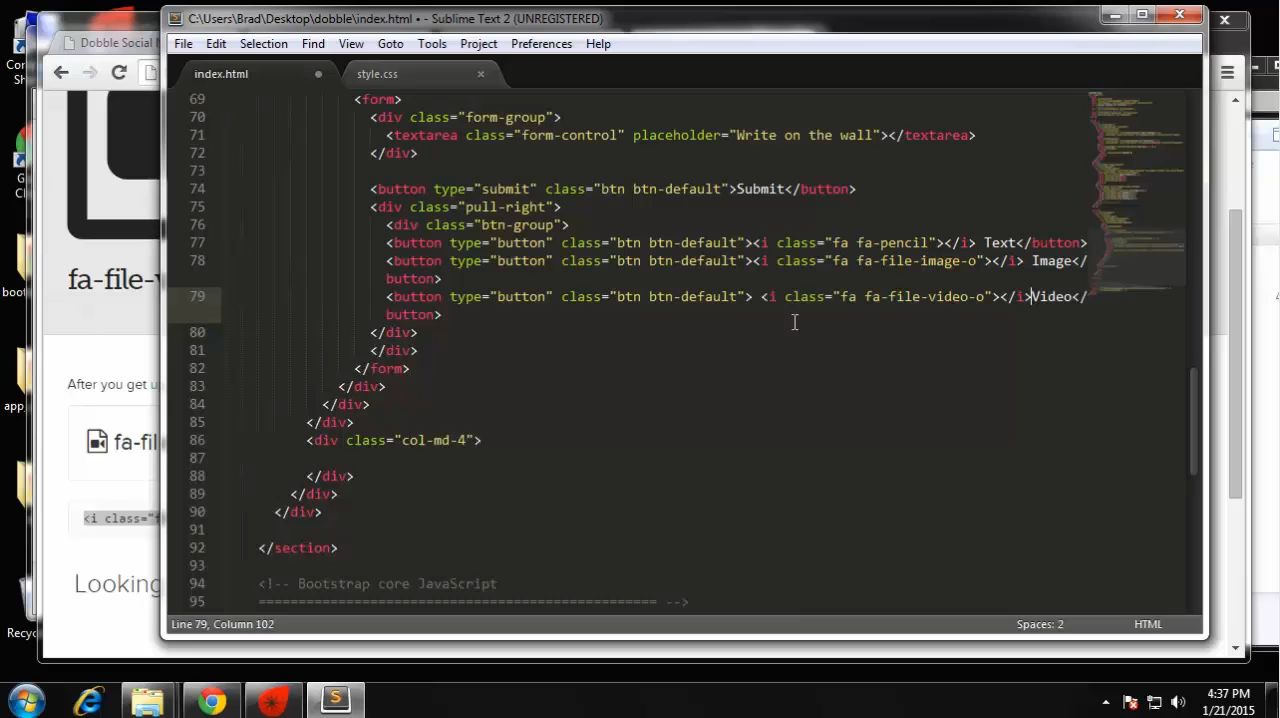 C:\Users\Brad\Desktop\dobble\index.html • - Sublime Text 2 (UNREGISTERED)
Dobble Social
File Edit Selection Find View Goto Tools Project Preferences Help
index.html style.css
69 <form>
70 <div class="form-group">
71 <textarea class="form-control" placeholder="Write on the wall"></textarea>
72 </div>
73
74 <button type="submit" class="btn btn-default">Submit</button>
75 <div class="pull-right">
76 <div class="btn-group">
77 <button type="button" class="btn btn-default"><i class="fa fa-pencil"></i> Text</button>
78 <button type="button" class="btn btn-default"><i class="fa fa-file-image-o"></i> Image</
button>
79 <button type="button" class="btn btn-default"> <i class="fa fa-file-video-o"></i>Video</
button>
80 </div>
81 </div>
82 </form>
83 </div>
84 </div>
85 </div>
86 <div class="col-md-4">
87
88 </div>
89 </div>
90 </div>
91
92 </section>
93
94 <!-- Bootstrap core JavaScript
95 ================================================== -->
Line 79, Column 102 Spaces: 2 HTML
fa-file-v
After you get u
fa-fil
<i class="f
Looking
Co
Sh
G
C
boot
app
Recyc
4:37 PM
1/21/2015